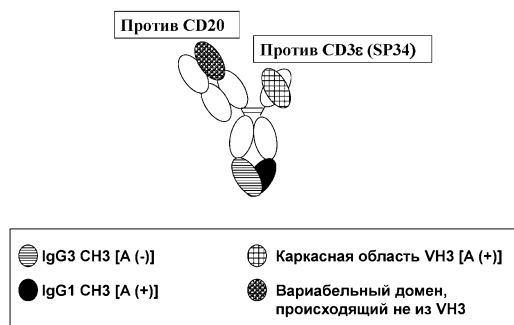 Против CD20
Против CD3ε (SP34)
IgG3 CH3 [A (-)]
IgG1 CH3 [A (+)]
Каркасная область VH3 [A (+)]
Вариабельный домен,
происходящий не из VH3